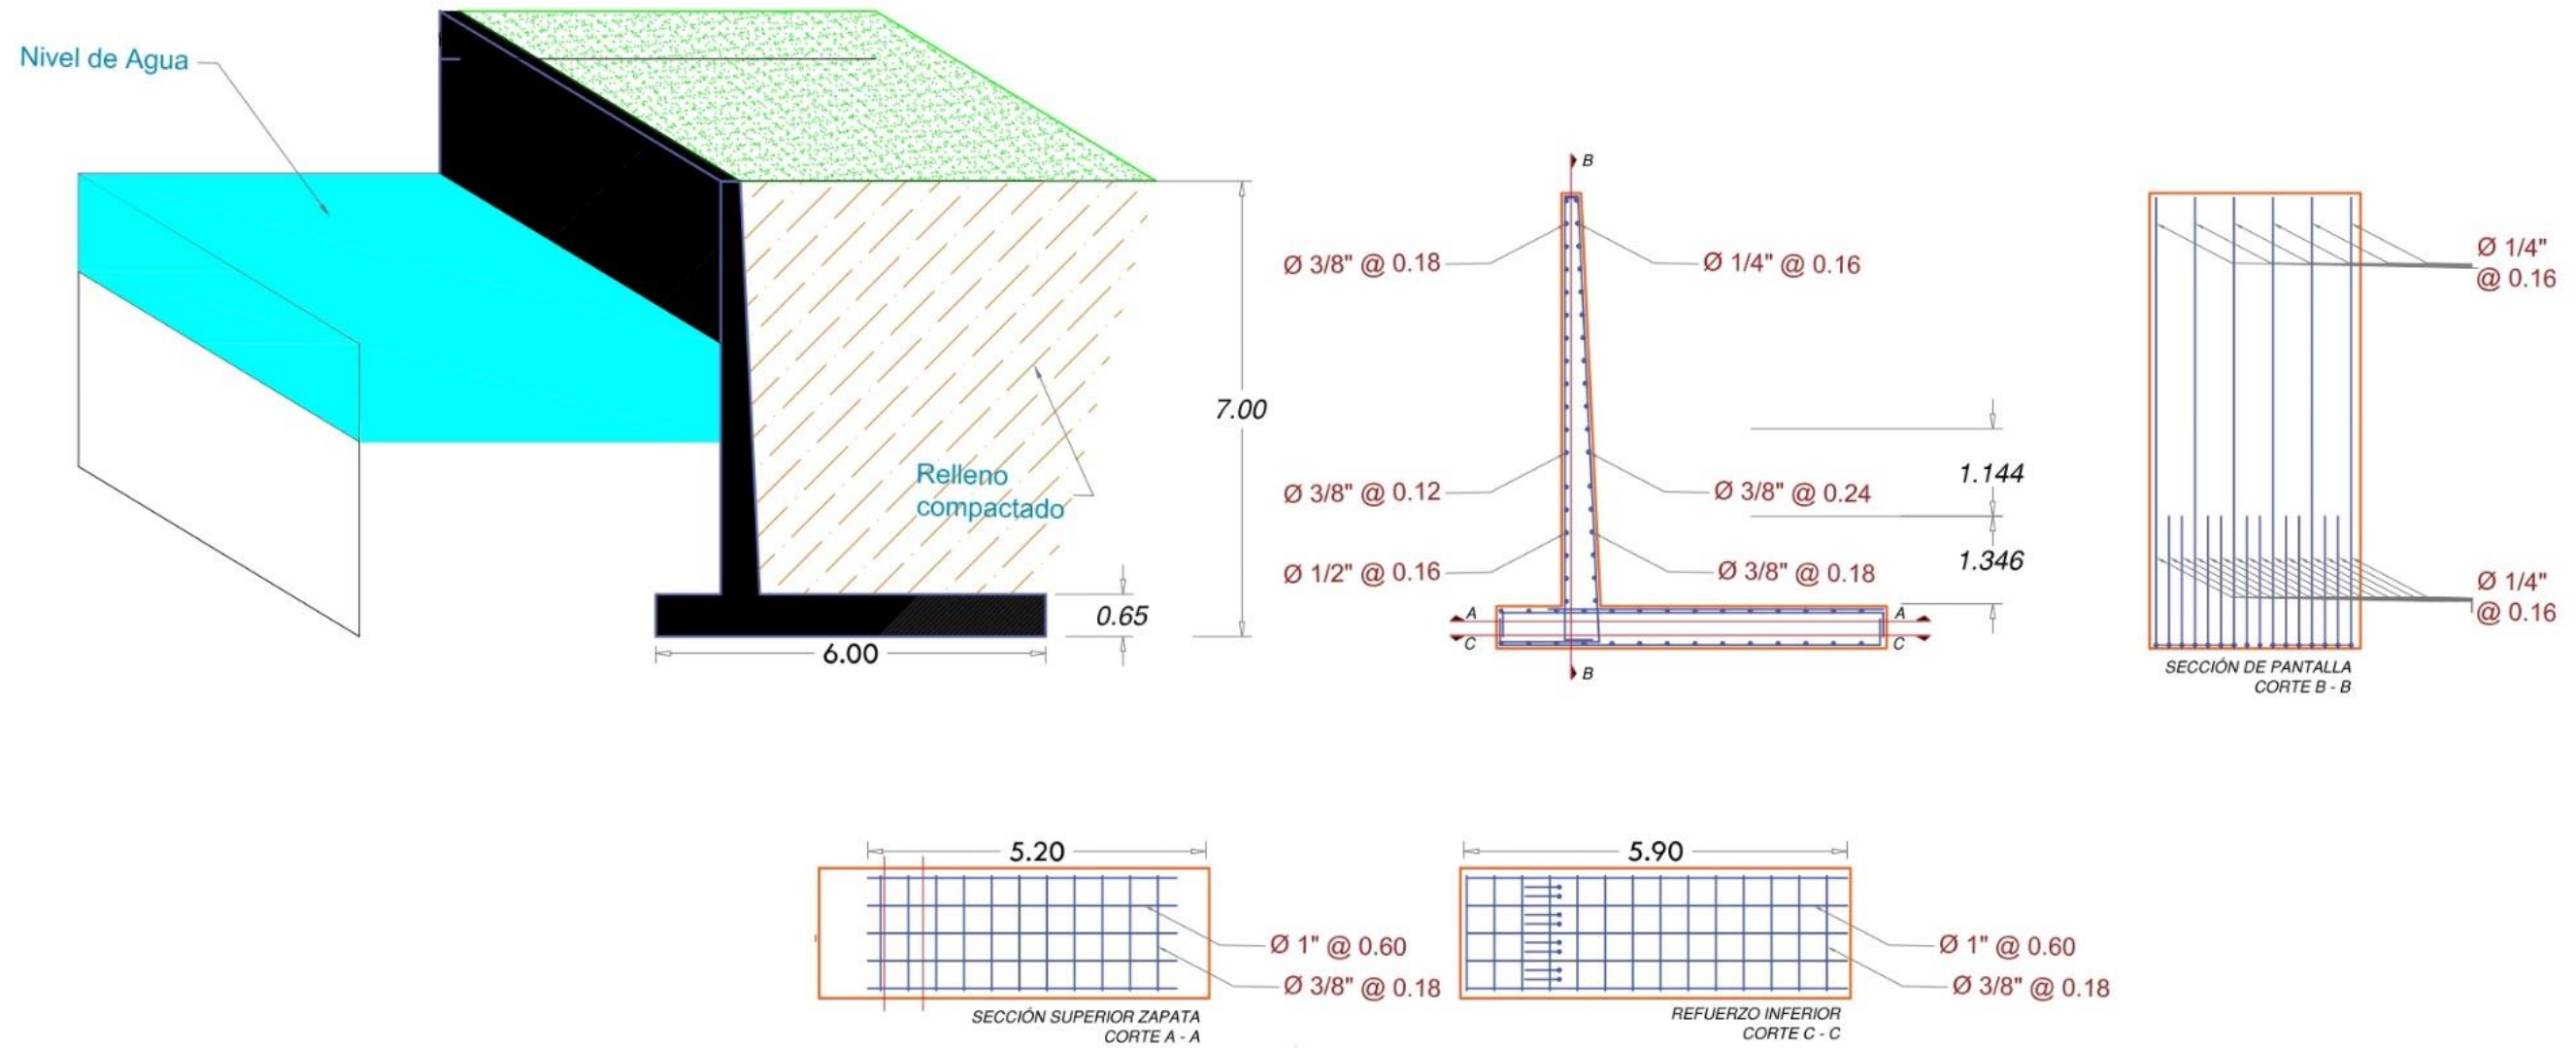 Nivel de Agua
7.00
Relleno
compactado
0.65
6.00
B
Ø 3/8" @ 0.18
Ø 1/4" @ 0.16
Ø 3/8" @ 0.12
Ø 3/8" @ 0.24
1.144
Ø 1/2" @ 0.16
Ø 3/8" @ 0.18
1.346
A
A
C
C
B
Ø 1/4"
@ 0.16
Ø 1/4"
@ 0.16
SECCIÓN DE PANTALLA
CORTE B - B
5.20
Ø 1" @ 0.60
Ø 3/8" @ 0.18
SECCIÓN SUPERIOR ZAPATA
CORTE A - A
5.90
Ø 1" @ 0.60
Ø 3/8" @ 0.18
REFUERZO INFERIOR
CORTE C - C